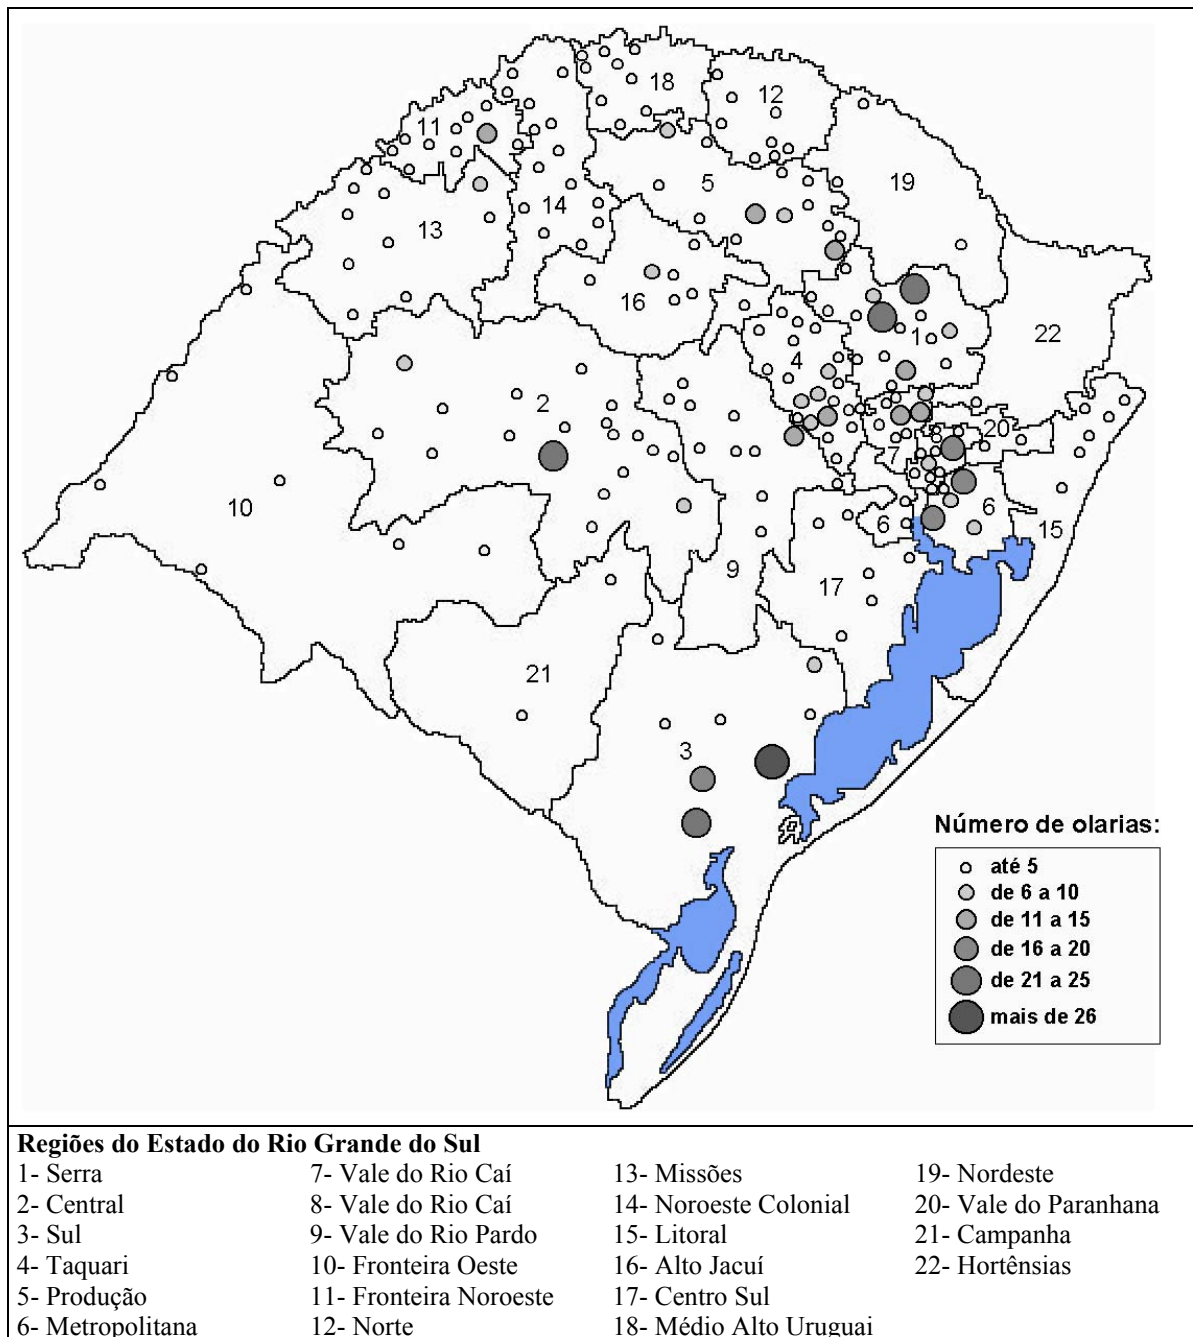 18
12
11
19
5
14
13
16
1
22
4
2
20
7
10
6
6
15
9
17
21
3
Número de olarias:
até 5
de 6 a 10
de 11 a 15
de 16 a 20
de 21 a 25
mais de 26
Regiões do Estado do Rio Grande do Sul
1- Serra 7- Vale do Rio Caí 13- Missões 19- Nordeste
2- Central 8- Vale do Rio Caí 14- Noroeste Colonial 20- Vale do Paranhana
3- Sul 9- Vale do Rio Pardo 15- Litoral 21- Campanha
4- Taquari 10- Fronteira Oeste 16- Alto Jacuí 22- Hortênsias
5- Produção 11- Fronteira Noroeste 17- Centro Sul
6- Metropolitana 12- Norte 18- Médio Alto Uruguai